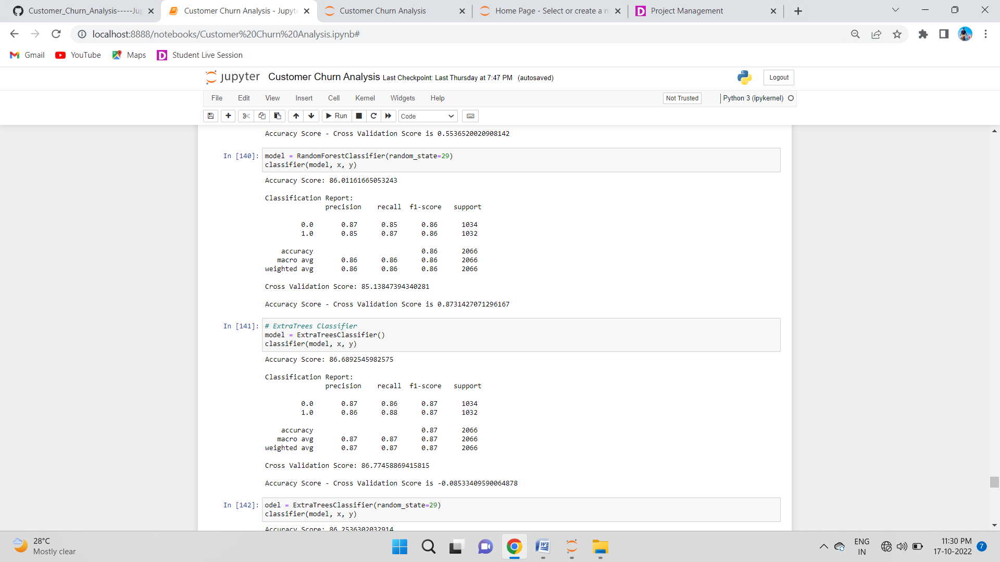 Customer_Churn_Analysis-----Jup
Customer Churn Analysis - Jupyte
Customer Churn Analysis
Home Page - Select or create a n
Project Management
localhost:8888/notebooks/Customer%20Churn%20Analysis.ipynb#
Gmail
YouTube
Maps
Student Live Session
jupyter
Customer Churn Analysis Last Checkpoint: Last Thursday at 7:47 PM (autosaved)
Logout
File Edit View Insert Cell Kernel Widgets Help
Not Trusted
Python 3 (ipykernel)
Run
Code
Accuracy Score - Cross Validation Score is 0.5536520020908142
In [140]: model = RandomForestClassifier(random_state=29)
classifier(model, x, y)
Accuracy Score: 86.01161665053243
Classification Report:
precision recall f1-score support
0.0 0.87 0.85 0.86 1034
1.0 0.85 0.87 0.86 1032
accuracy 0.86 2066
macro avg 0.86 0.86 0.86 2066
weighted avg 0.86 0.86 0.86 2066
Cross Validation Score: 85.13847394340281
Accuracy Score - Cross Validation Score is 0.8731427071296167
In [141]: # ExtraTrees Classifier
model = ExtraTreesClassifier()
classifier(model, x, y)
Accuracy Score: 86.6892545982575
Classification Report:
precision recall f1-score support
0.0 0.87 0.86 0.87 1034
1.0 0.86 0.88 0.87 1032
accuracy 0.87 2066
macro avg 0.87 0.87 0.87 2066
weighted avg 0.87 0.87 0.87 2066
Cross Validation Score: 86.77458869415815
Accuracy Score - Cross Validation Score is -0.08533409590064878
In [142]: odel = ExtraTreesClassifier(random_state=29)
classifier(model, x, y)
Accuracy Score: 86.2536302032914
28°C
Mostly clear
ENG
IN
11:30 PM
17-10-2022
7